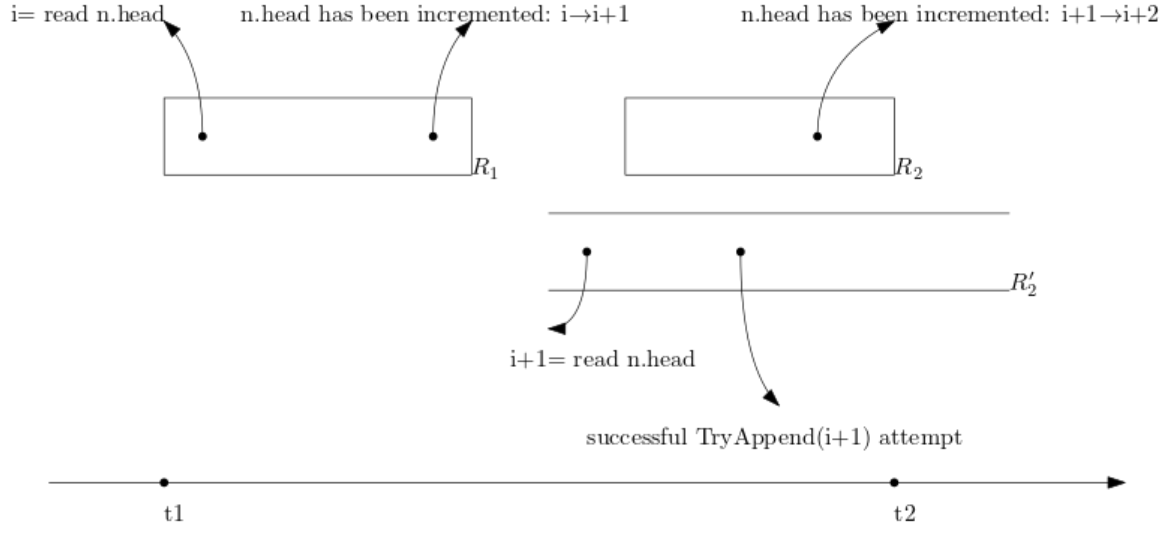 i= read n.head
n.head has been incremented: i→i+1
n.head has been incremented: i+1→i+2
R₁
R₂
R′₂
i+1= read n.head
successful TryAppend(i+1) attempt
t1
t2